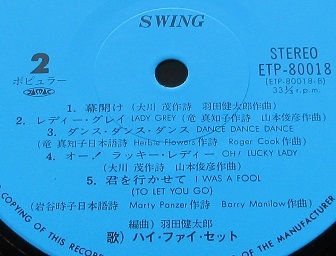 SWING
2
ポピュラー
STEREO
ETP-80018
(ETP-80018-B)
33⅓ r.p.m.
1. 幕開け (大川 茂作詩 羽田健太郎作曲)
2. レディー・グレイ LADY GREY (竜 真知子作詩 山本俊彦作曲)
3. ダンス・ダンス・ダンス DANCE DANCE DANCE
(竜 真知子日本語詩 Herbie Flowers作詩 Roger Cook作曲)
4. オー! ラッキー・レディー OH! LUCKY LADY
(大川 茂作詩 山本俊彦作曲)
5. 君を行かせて I WAS A FOOL
(TO LET YOU GO)
(岩谷時子日本語詩 Marty Panzer作詩 Barry Manilow作曲)
編曲) 羽田健太郎
歌) ハイ・ファイ・セット
COPYING OF THIS RECORD